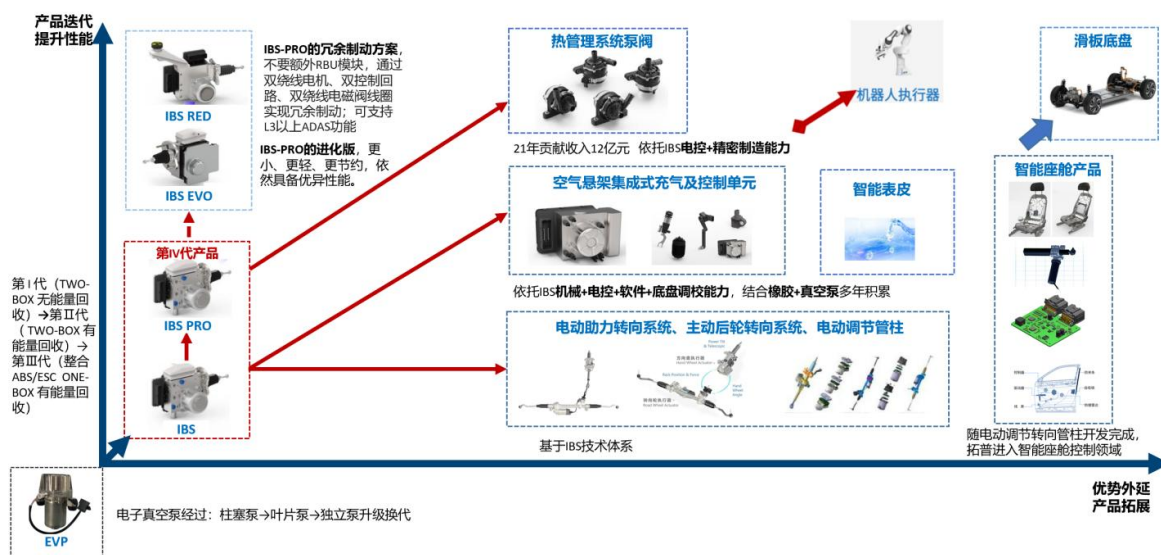 产品迭代
提升性能
IBS RED
IBS EVO
IBS-PRO的冗余制动方案，
不要额外RBU模块，通过
双绕线电机、双控制回
路、双绕线电磁阀线圈
实现冗余制动；可支持
L3以上ADAS功能
IBS-PRO的进化版，更
小、更轻、更节约，依
然具备优异性能。
热管理系统泵阀
21年贡献收入12亿元
依托IBS电控+精密制造能力
机器人执行器
滑板底盘
空气悬架集成式充气及控制单元
智能表皮
依托IBS机械+电控+软件+底盘调校能力，结合橡胶+真空泵多年积累
智能座舱产品
第IV代产品
IBS PRO
IBS
第Ⅰ代（TWO-
BOX 无能量回
收）→第Ⅱ代
（TWO-BOX 有
能量回收）→
第Ⅲ代（整合
ABS/ESC ONE-
BOX 有能量回
收）
电动助力转向系统、主动后轮转向系统、电动调节管柱
基于IBS技术体系
随电动调节转向管柱开发完成，
拓普进入智能座舱控制领域
优势外延
产品拓展
EVP
电子真空泵经过：柱塞泵→叶片泵→独立泵升级换代